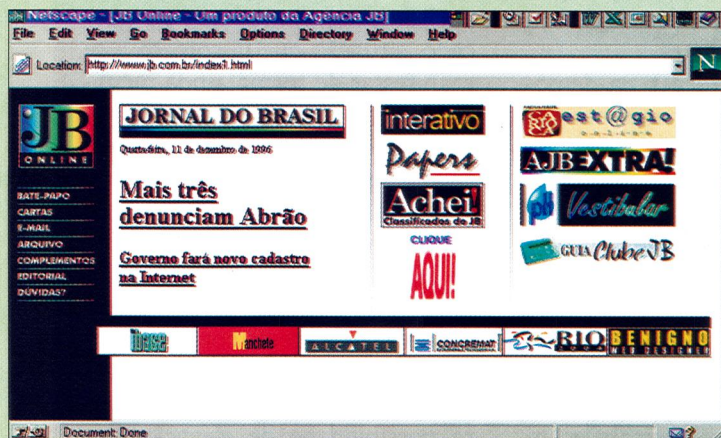 Netscape - [JB Online - Um produto da Agência JB]
File Edit View Go Bookmarks Options Directory Window Help
Location: http://www.jb.com.br/index1.html
N
JB
ONLINE
BATE-PAPO
CARTAS
E-MAIL
ARQUIVO
COMPLEMENTOS
EDITORIAL
DÚVIDAS?
JORNAL DO BRASIL
Quarta-feira, 11 de dezembro de 1996
Mais três
denunciam Abrão
Governo fará novo cadastro
na Internet
interativo
Papers
Achei!
Classificados do JB
CLIQUE
AQUI!
est@gio
o-n-l-i-n-e
AJBEXTRA!
Vestibular
GUIA Clube JB
ibase
Manchete
ALCATEL
CONCREMAT
RIO
BENIGNO
WEB DESIGNER
Document: Done